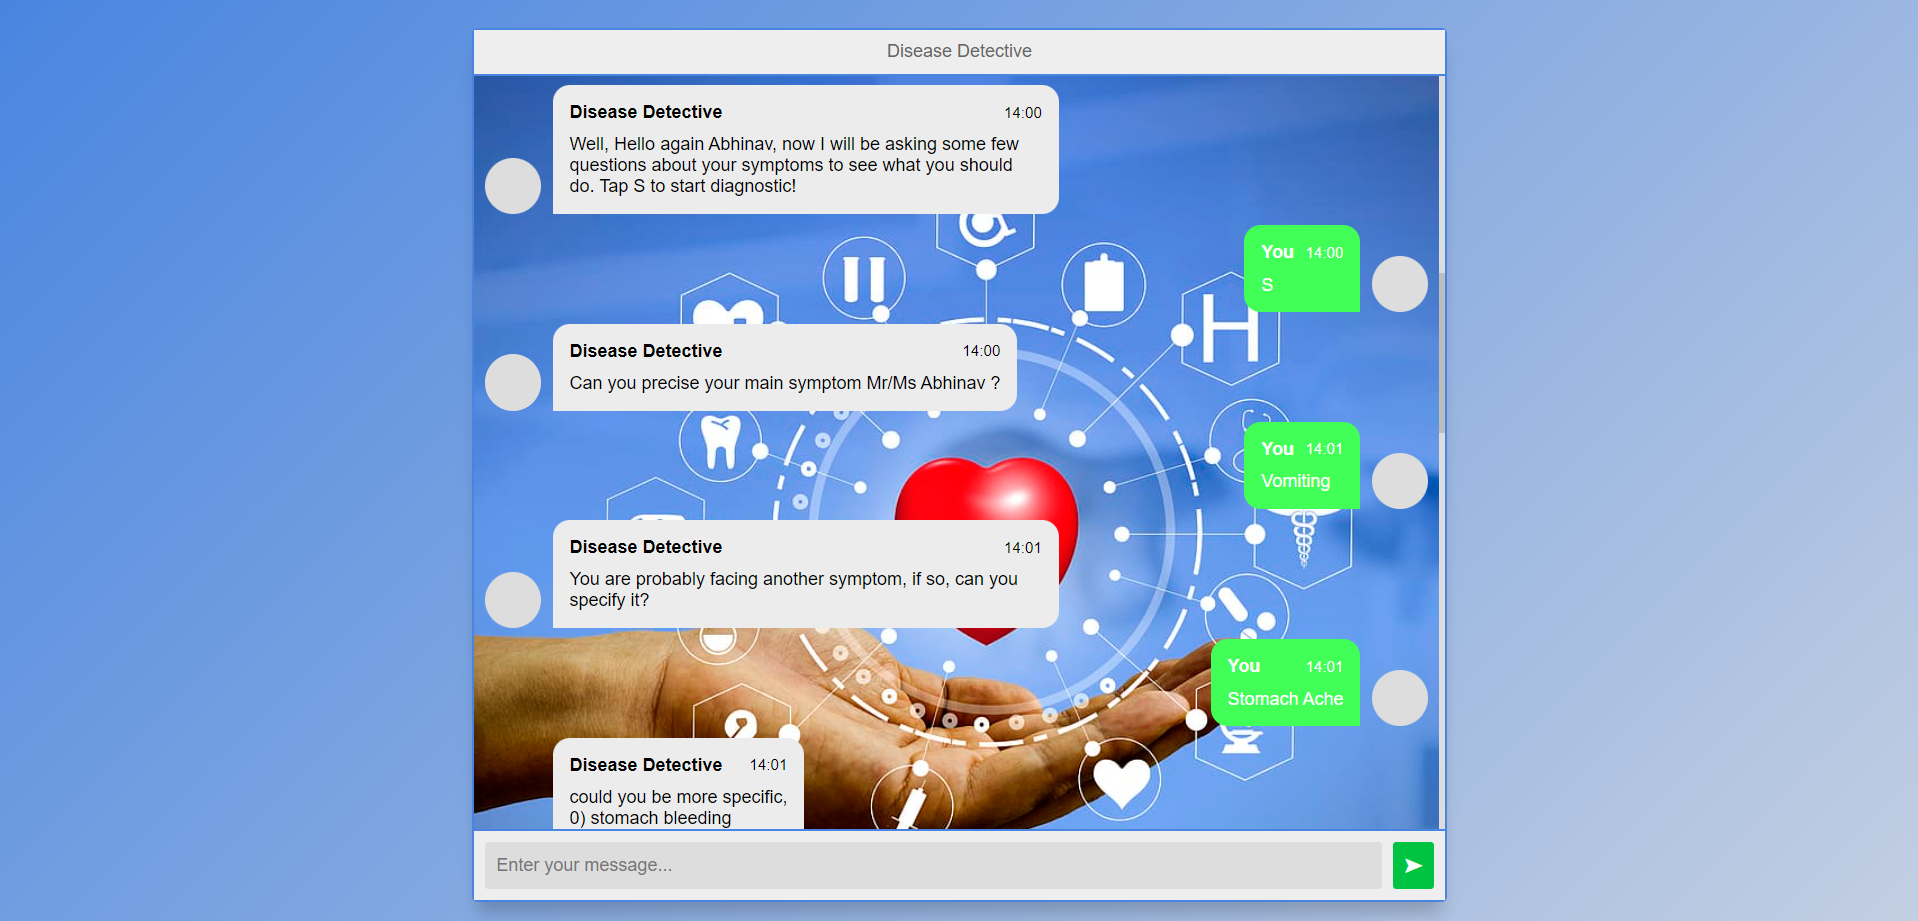 Disease Detective
Disease Detective 14:00
Well, Hello again Abhinav, now I will be asking some few
questions about your symptoms to see what you should
do. Tap S to start diagnostic!
You 14:00
S
Disease Detective 14:00
Can you precise your main symptom Mr/Ms Abhinav ?
You 14:01
Vomiting
Disease Detective 14:01
You are probably facing another symptom, if so, can you
specify it?
You 14:01
Stomach Ache
Disease Detective 14:01
could you be more specific,
0) stomach bleeding
H
Enter your message...